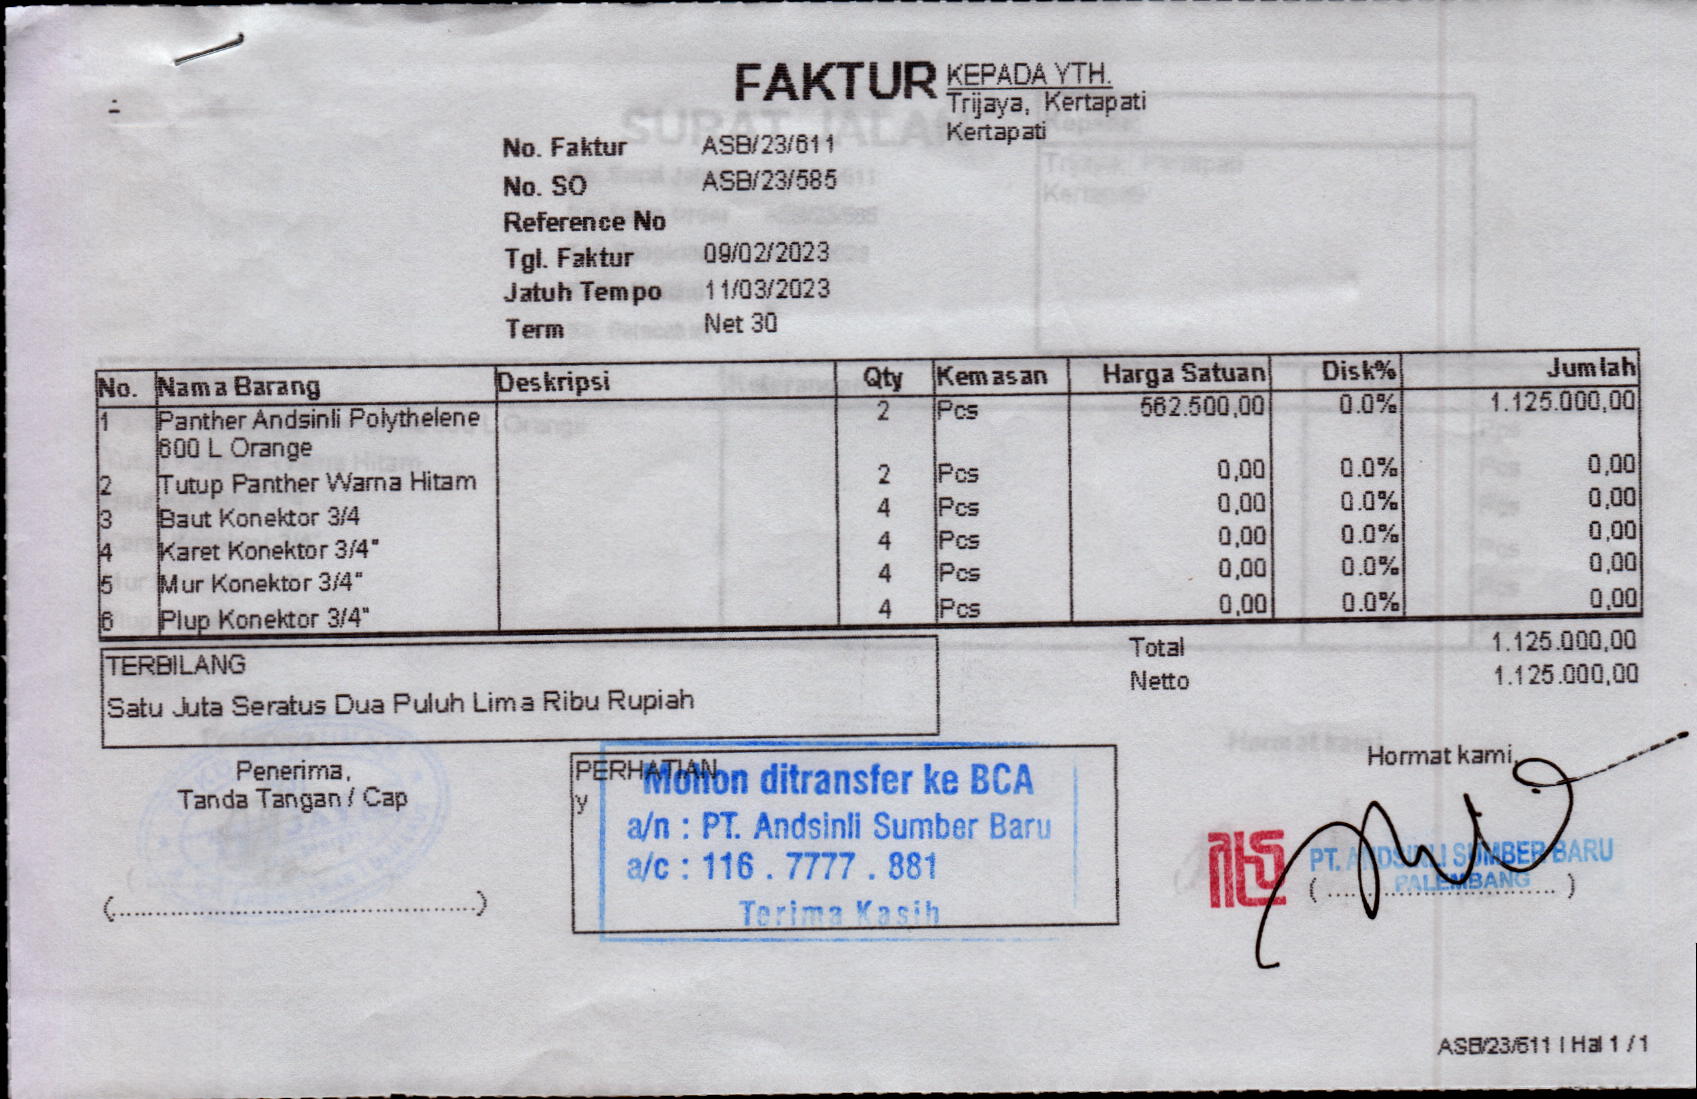 FAKTUR
KEPADA YTH.
Trijaya, Kertapati
Kertapati
No. Faktur ASB/23/611
No. SO ASB/23/585
Reference No
Tgl. Faktur 09/02/2023
Jatuh Tempo 11/03/2023
Term Net 30
No. Nama Barang Deskripsi Qty Kemasan Harga Satuan Disk% Jumlah
1 Panther Andsinli Polythelene 2 Pcs 562.500,00 0.0% 1.125.000,00
600 L Orange
2 Tutup Panther Warna Hitam 2 Pcs 0,00 0.0% 0,00
3 Baut Konektor 3/4 4 Pcs 0,00 0.0% 0,00
4 Karet Konektor 3/4" 4 Pcs 0,00 0.0% 0,00
5 Mur Konektor 3/4" 4 Pcs 0,00 0.0% 0,00
6 Plup Konektor 3/4" 4 Pcs 0,00 0.0% 0,00
Total 1.125.000,00
Netto 1.125.000,00
TERBILANG
Satu Juta Seratus Dua Puluh Lima Ribu Rupiah
Penerima,
Tanda Tangan / Cap
(..........)
PERHATIAN
y
Mohon ditransfer ke BCA
a/n : PT. Andsinli Sumber Baru
a/c : 116 . 7777 . 881
Terima Kasih
Hormat kami,
PT. ANDSINLI SUMBER BARU
PALEMBANG
(..........)
ASB/23/611 | Hal 1 / 1